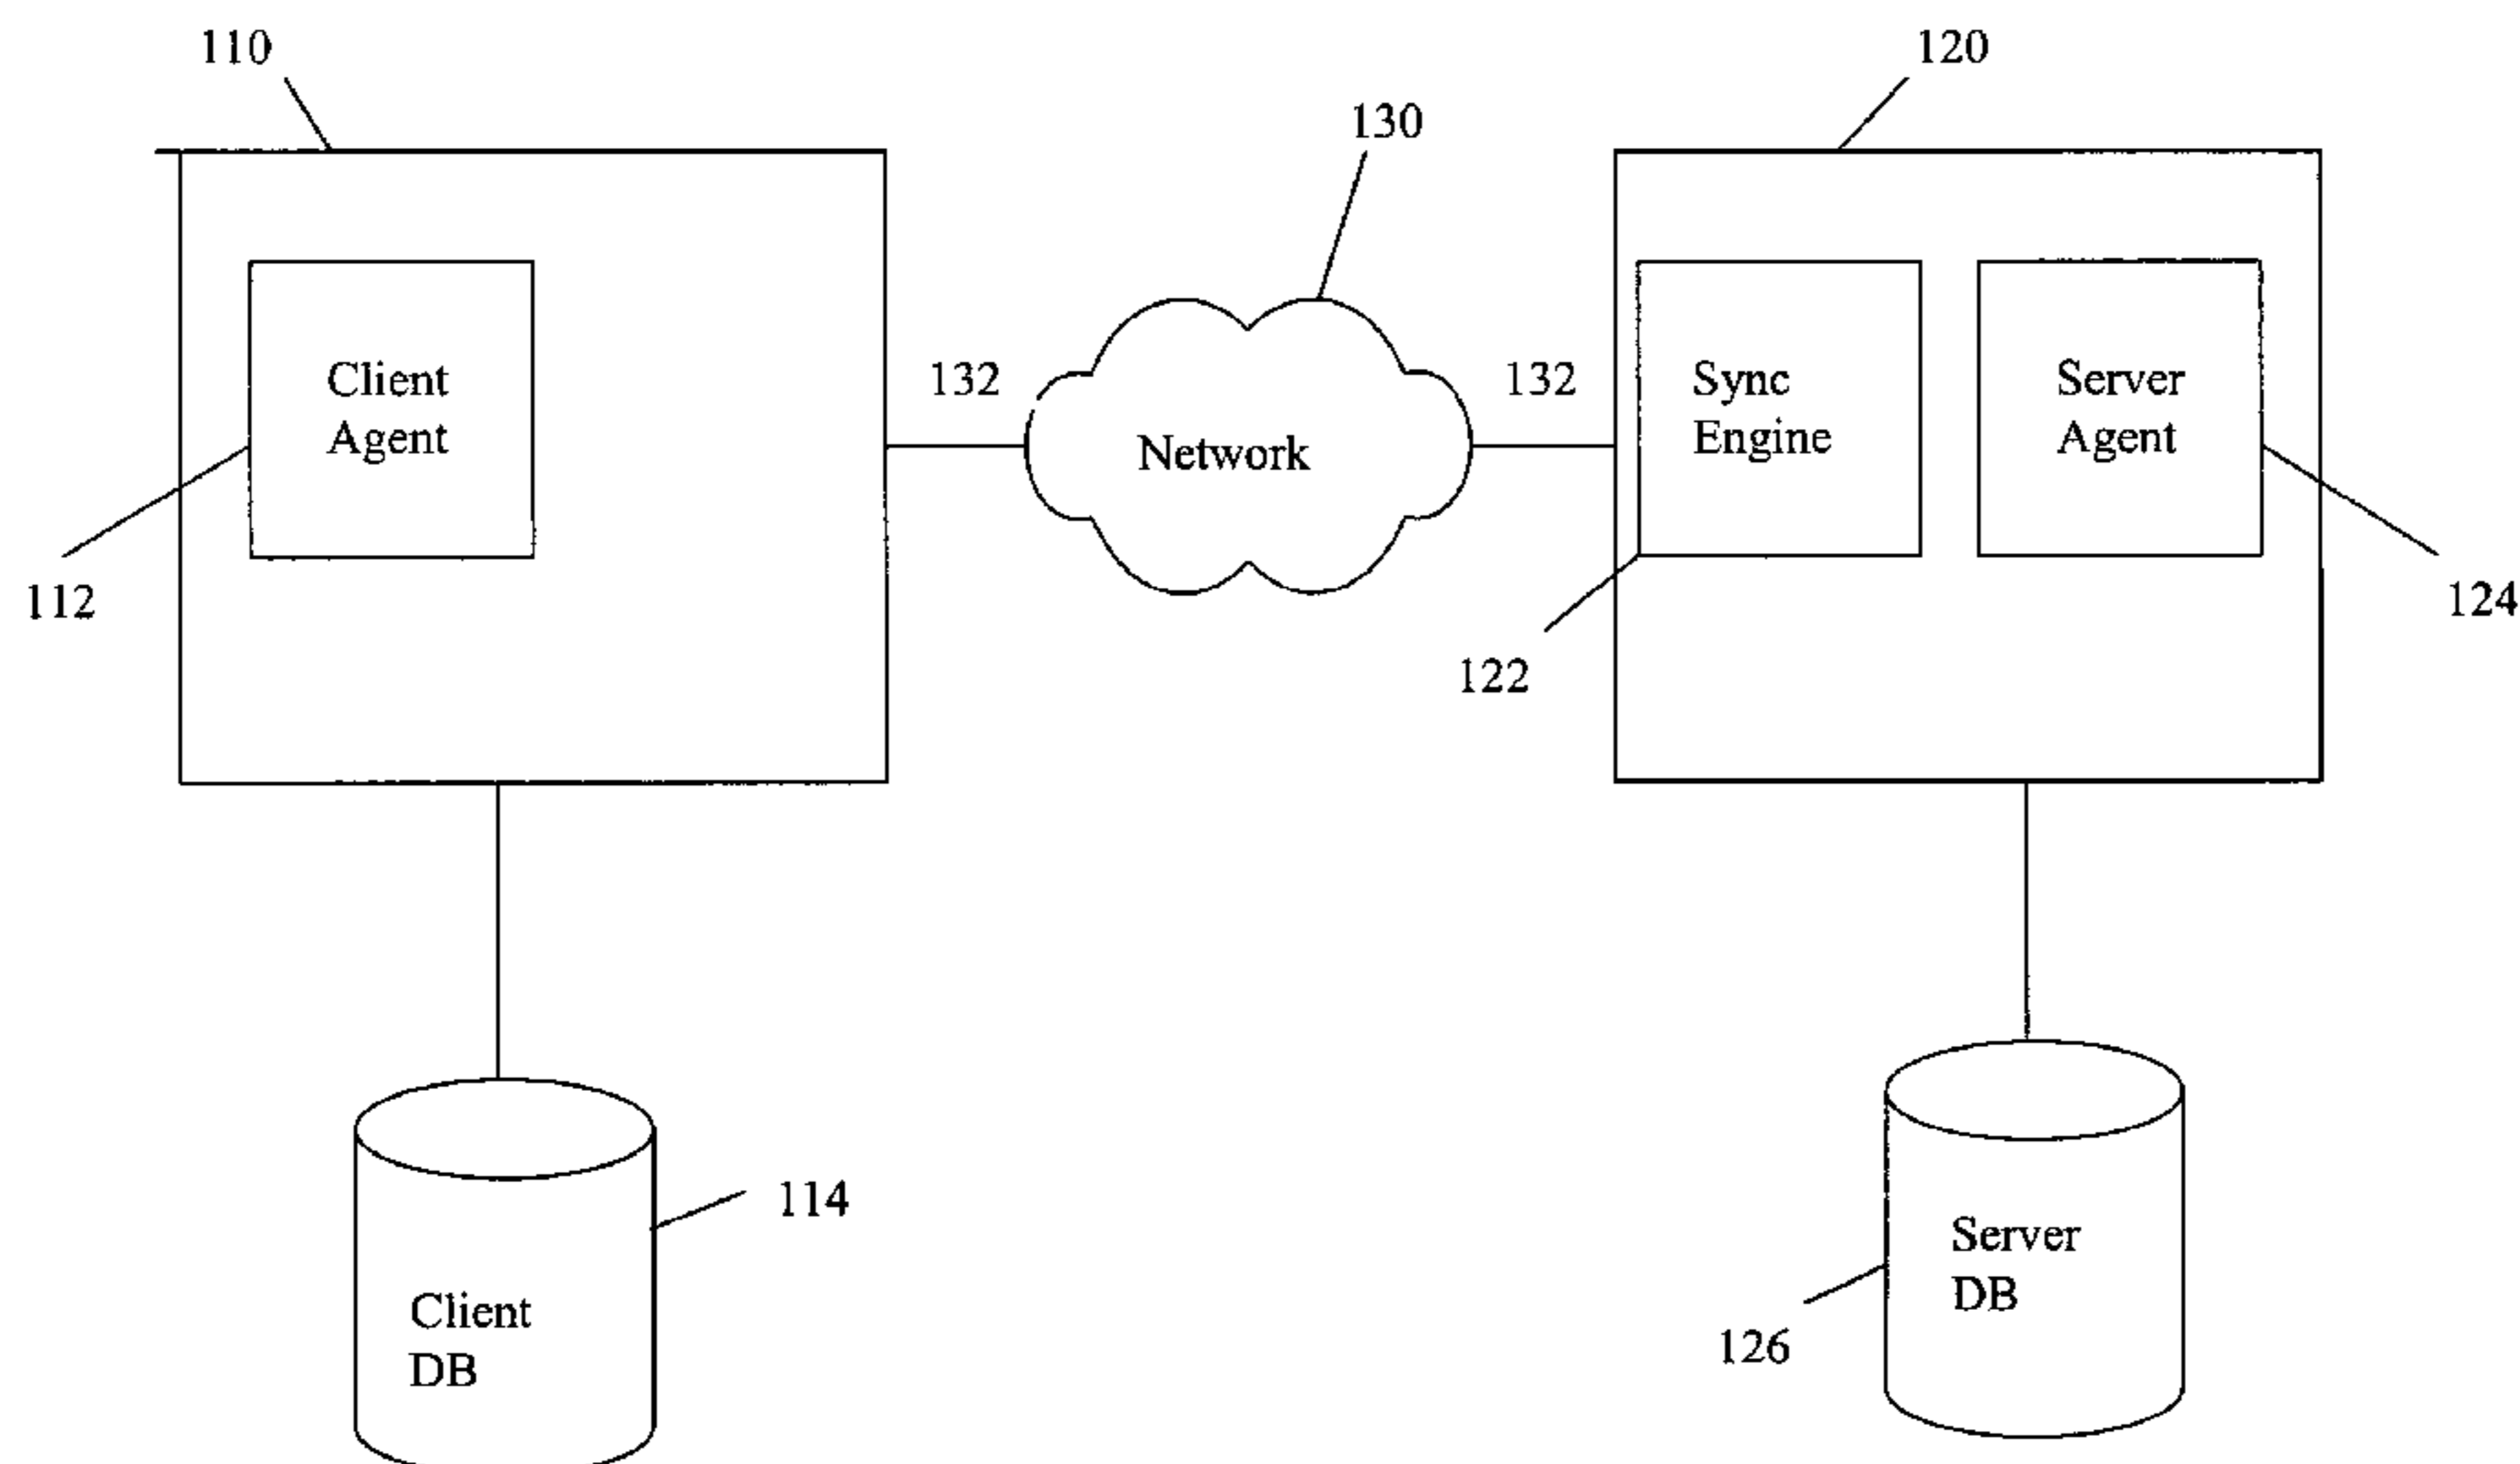 110
120
130
Client
Agent
132
Network
132
Sync
Engine
Server
Agent
112
122
124
114
Client
DB
Server
DB
126